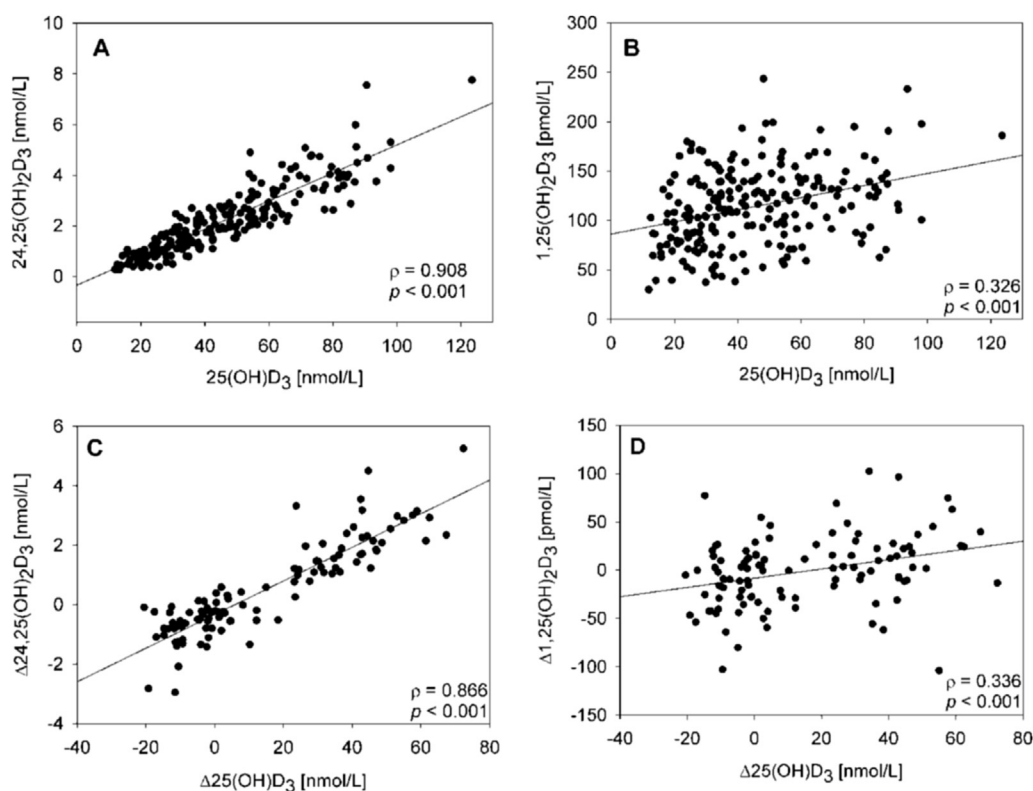 A
24,25(OH)2D3 [nmol/L]
10
8
6
4
2
0
ρ = 0.908
p < 0.001
0 20 40 60 80 100 120
25(OH)D3 [nmol/L]
B
1,25(OH)2D3 [pmol/L]
300
250
200
150
100
50
0
ρ = 0.326
p < 0.001
0 20 40 60 80 100 120
25(OH)D3 [nmol/L]
C
Δ24,25(OH)2D3 [nmol/L]
6
4
2
0
-2
-4
ρ = 0.866
p < 0.001
-40 -20 0 20 40 60 80
Δ25(OH)D3 [nmol/L]
D
Δ1,25(OH)2D3 [pmol/L]
150
100
50
0
-50
-100
-150
ρ = 0.336
p < 0.001
-40 -20 0 20 40 60 80
Δ25(OH)D3 [nmol/L]